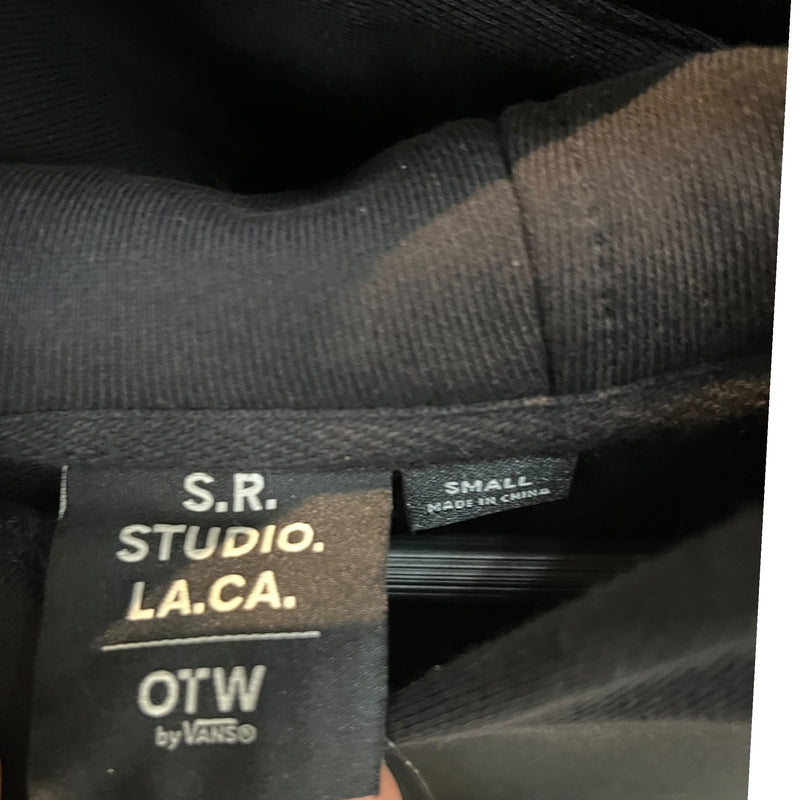 S.R.
STUDIO.
LA.CA.
OTW
by VANS®
SMALL
MADE IN CHINA